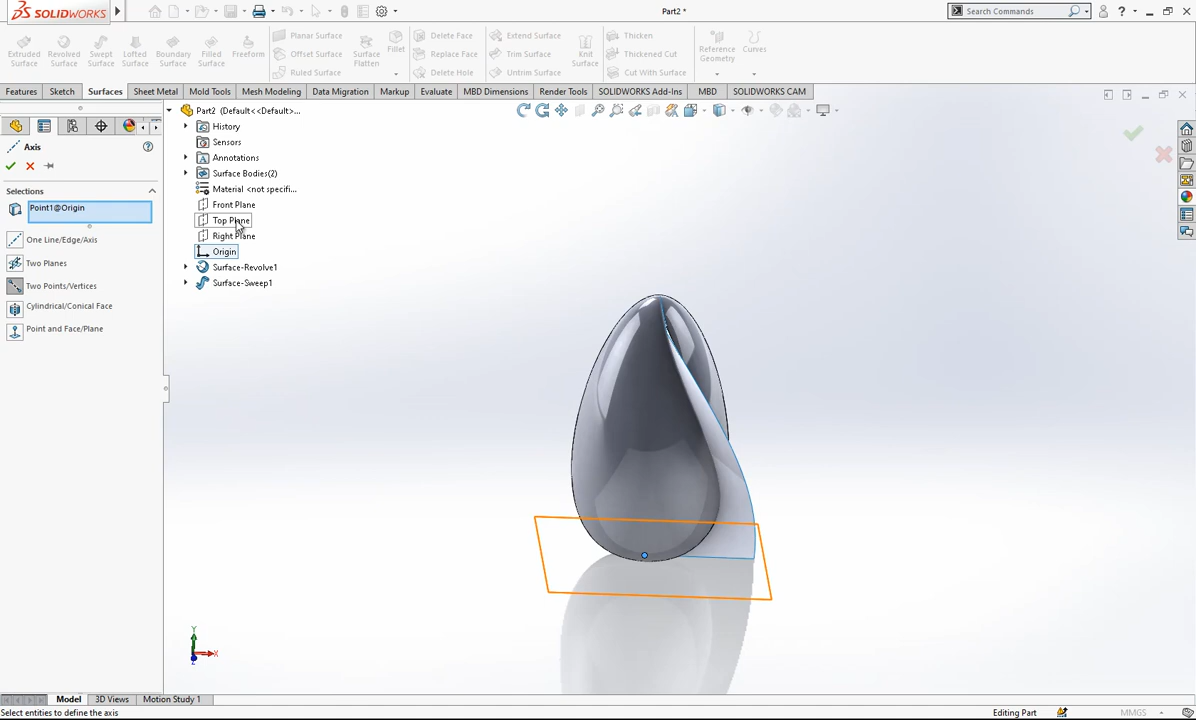 SOLIDWORKS
Part2 *
Search Commands
Extruded Surface
Revolved Surface
Swept Surface
Lofted Surface
Boundary Surface
Filled Surface
Freeform
Planar Surface
Offset Surface
Ruled Surface
Surface Flatten
Fillet
Delete Face
Replace Face
Delete Hole
Extend Surface
Trim Surface
Untrim Surface
Knit Surface
Thicken
Thickened Cut
Cut With Surface
Reference Geometry
Curves
Features
Sketch
Surfaces
Sheet Metal
Mold Tools
Mesh Modeling
Data Migration
Markup
Evaluate
MBD Dimensions
Render Tools
SOLIDWORKS Add-Ins
MBD
SOLIDWORKS CAM
Axis
Selections
Point1@Origin
One Line/Edge/Axis
Two Planes
Two Points/Vertices
Cylindrical/Conical Face
Point and Face/Plane
Part2 (Default<<Default>...
History
Sensors
Annotations
Surface Bodies(2)
Material <not specifi...
Front Plane
Top Plane
Right Plane
Origin
Surface-Revolve1
Surface-Sweep1
Y
X
Z
Model
3D Views
Motion Study 1
Select entities to define the axis
Editing Part
MMGS